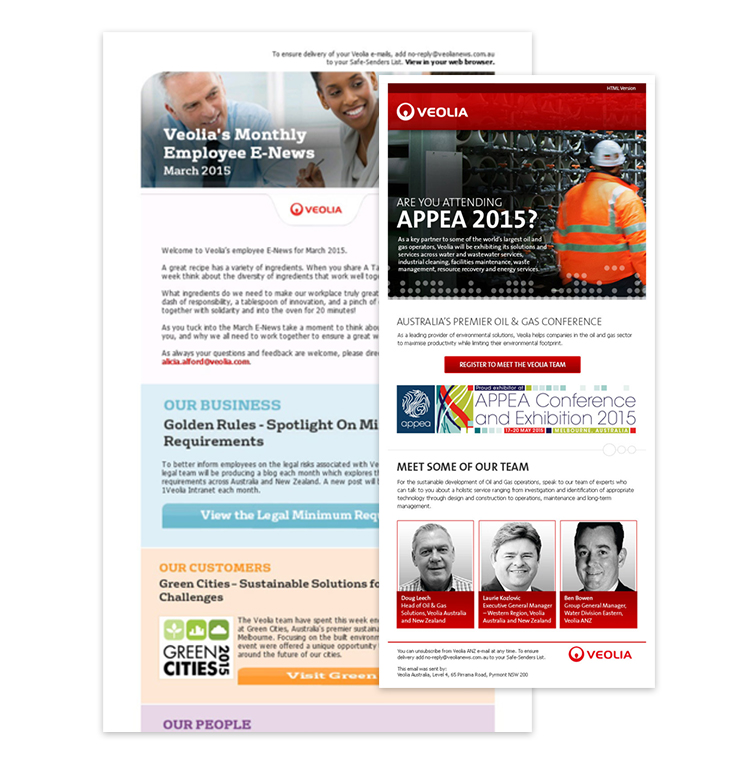 To ensure delivery of your Veolia e-mails, add no-reply@veolianews.com.au
to your Safe-Senders List. View in your web browser.
Veolia's Monthly
Employee E-News
March 2015
VEOLIA
Welcome to Veolia's employee E-News for March 2015.
A great recipe has a variety of ingredients. When you share A Ta
week think about the diversity of ingredients that work well tog
What ingredients do we need to make our workplace truly great
dash of responsibility, a tablespoon of innovation, and a pinch of
together with solidarity and into the oven for 20 minutes!
As you tuck into the March E-News take a moment to think abou
you, and why we all need to work together to ensure a great w
As always your questions and feedback are welcome, please dire
alicia.alford@veolia.com.
OUR BUSINESS
Golden Rules - Spotlight On Mi
Requirements
To better inform employees on the legal risks associated with Ve
legal team will be producing a blog each month which explores th
requirements across Australia and New Zealand. A new post will
1Veolia Intranet each month.
View the Legal Minimum Requ
OUR CUSTOMERS
Green Cities – Sustainable Solutions fo
Challenges
GREEN
CITIES 2015
The Veolia team have spent this week en
at Green Cities, Australia's premier sustain
Melbourne. Focusing on the built environm
event were offered a unique opportunity
around the future of our cities.
Visit Green
OUR PEOPLE
HTML Version
VEOLIA
ARE YOU ATTENDING
APPEA 2015?
As a key partner to some of the world's largest oil and
gas operators, Veolia will be exhibiting its solutions and
services across water and wastewater services,
industrial cleaning, facilities maintenance, waste
management, resource recovery and energy services.
AUSTRALIA'S PREMIER OIL & GAS CONFERENCE
As a leading provider of environmental solutions, Veolia helps companies in the oil and gas sector
to maximise productivity while limiting their environmental footprint.
REGISTER TO MEET THE VEOLIA TEAM
appea
Proud exhibitor at
APPEA Conference
and Exhibition 2015
17-20 MAY 2015 MELBOURNE, AUSTRALIA
MEET SOME OF OUR TEAM
For the sustainable development of Oil and Gas operations, speak to our team of experts who
can talk to you about a holistic service ranging from investigation and identification of appropriate
technology through design and construction to operations, maintenance and long-term
management.
Doug Leech
Head of Oil & Gas
Solutions, Veolia Australia
and New Zealand
Laurie Kozlovic
Executive General Manager
– Western Region, Veolia
Australia and New Zealand
Ben Bowen
Group General Manager,
Water Division Eastern,
Veolia ANZ
You can unsubscribe from Veolia ANZ e-mail at any time. To ensure
delivery add no-reply@veolianews.com.au to your Safe-Senders List.
This email was sent by:
Veolia Australia, Level 4, 65 Pirrama Road, Pyrmont NSW 200
VEOLIA